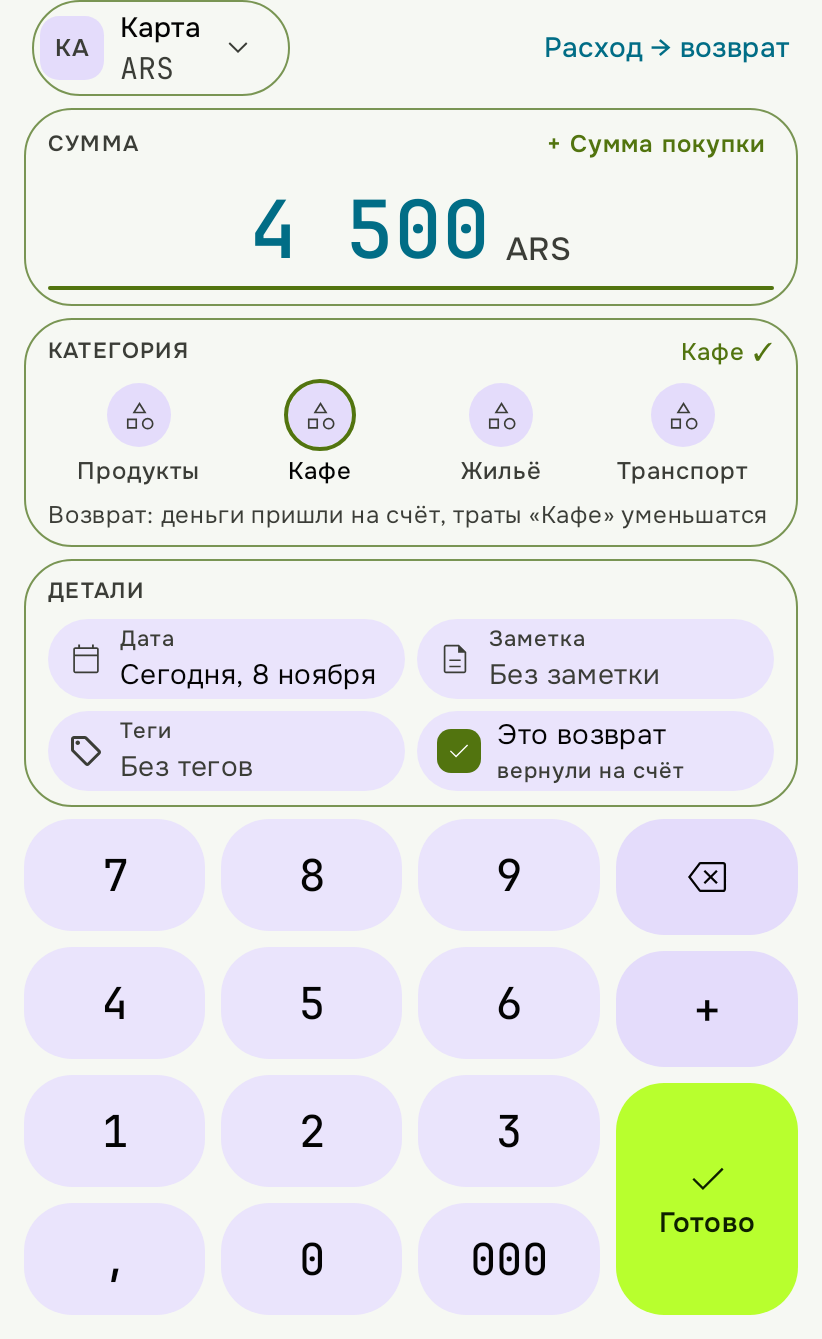 КА
Карта
ARS
Расход → возврат
СУММА
+ Сумма покупки
4 500 ARS
КАТЕГОРИЯ
Кафе ✓
Продукты
Кафе
Жильё
Транспорт
Возврат: деньги пришли на счёт, траты «Кафе» уменьшатся
ДЕТАЛИ
Дата
Сегодня, 8 ноября
Заметка
Без заметки
Теги
Без тегов
Это возврат
вернули на счёт
7 8 9
4 5 6 +
1 2 3
Готово
, 0 000